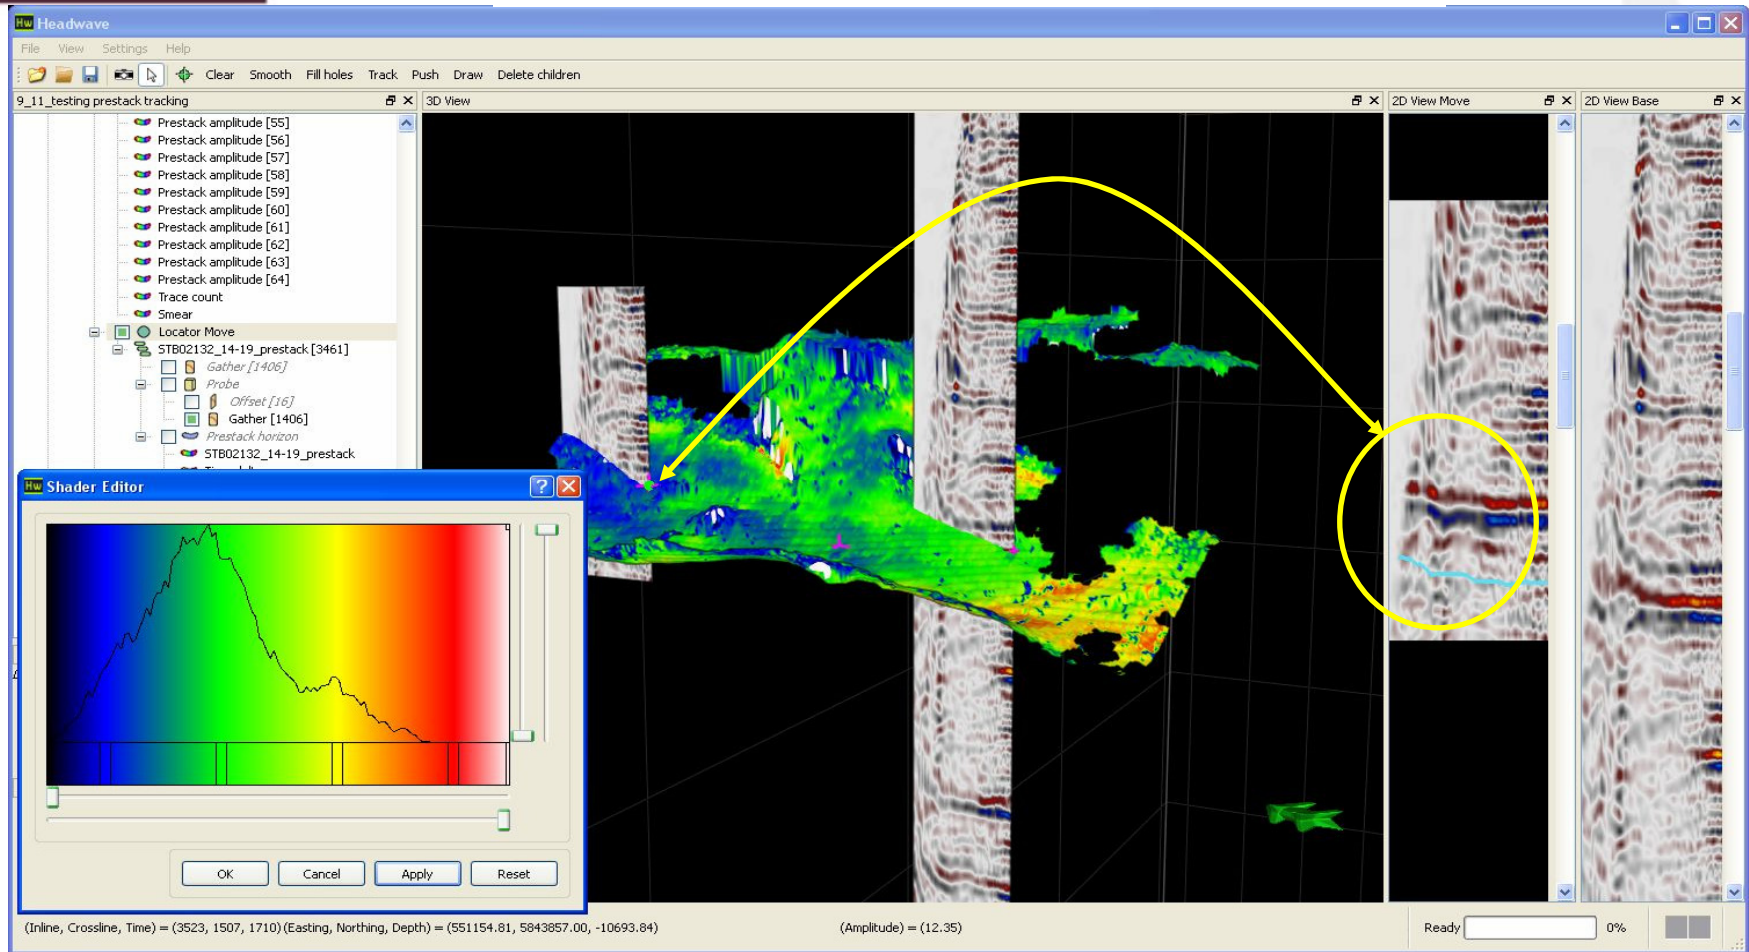 Hw Headwave
File View Settings Help
Clear Smooth Fill holes Track Push Draw Delete children
9_11_testing prestack tracking
3D View
2D View Move
2D View Base
Prestack amplitude [55]
Prestack amplitude [56]
Prestack amplitude [57]
Prestack amplitude [58]
Prestack amplitude [59]
Prestack amplitude [60]
Prestack amplitude [61]
Prestack amplitude [62]
Prestack amplitude [63]
Prestack amplitude [64]
Trace count
Smear
Locator Move
STB02132_14-19_prestack [3461]
Gather [1406]
Probe
Offset [16]
Gather [1406]
Prestack horizon
STB02132_14-19_prestack
Hw Shader Editor
OK Cancel Apply Reset
(Inline, Crossline, Time) = (3523, 1507, 1710) (Easting, Northing, Depth) = (551154.81, 5843857.00, -10693.84)
(Amplitude) = (12.35)
Ready
0%